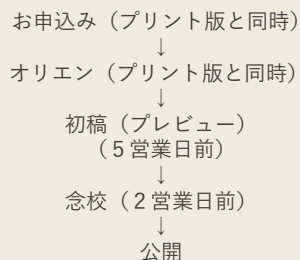 お申込み（プリント版と同時）
↓
オリエン（プリント版と同時）
↓
初稿（プレビュー）
（５営業日前）
↓
念校（２営業日前）
↓
公開